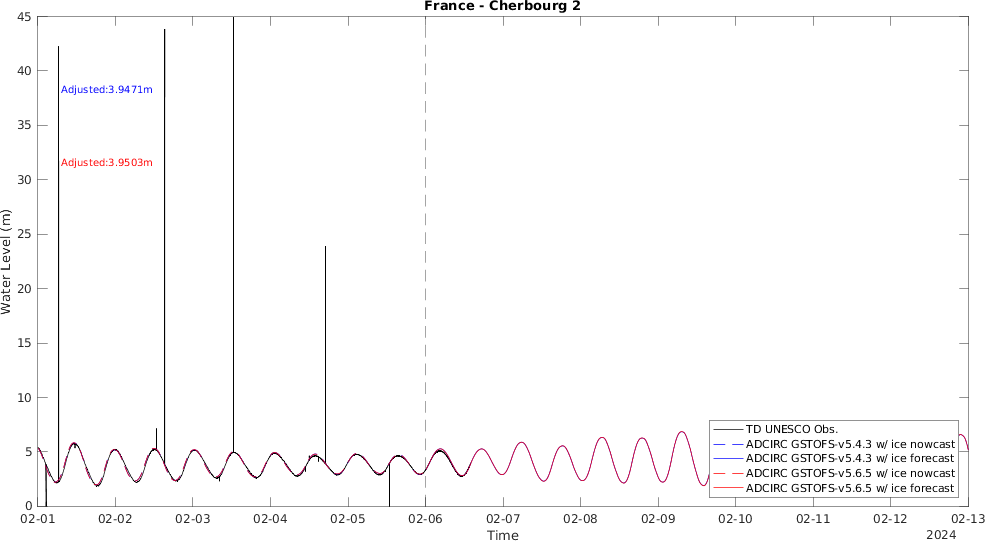 France - Cherbourg 2
45
40
35
30
25
20
15
10
5
0
Water Level (m)
Adjusted:3.9471m
Adjusted:3.9503m
TD UNESCO Obs.
ADCIRC GSTOFS-v5.4.3 w/ ice nowcast
ADCIRC GSTOFS-v5.4.3 w/ ice forecast
ADCIRC GSTOFS-v5.6.5 w/ ice nowcast
ADCIRC GSTOFS-v5.6.5 w/ ice forecast
02-01 02-02 02-03 02-04 02-05 02-06 02-07 02-08 02-09 02-10 02-11 02-12 02-13
Time
2024